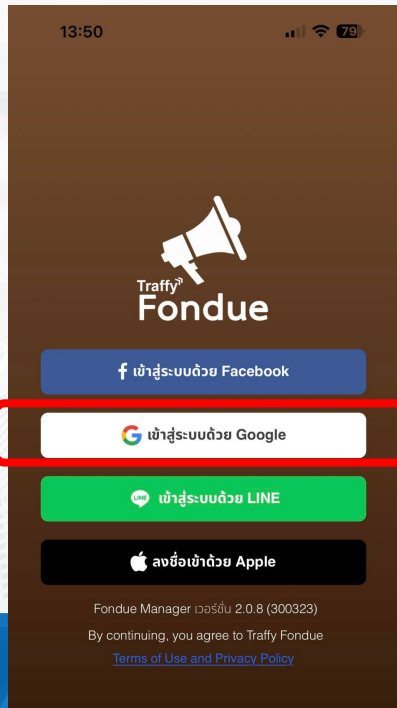 13:50
79
Traffy
Fondue
f เข้าสู่ระบบด้วย Facebook
G เข้าสู่ระบบด้วย Google
LINE เข้าสู่ระบบด้วย LINE
ลงชื่อเข้าด้วย Apple
Fondue Manager เวอร์ชั่น 2.0.8 (300323)
By continuing, you agree to Traffy Fondue
Terms of Use and Privacy Policy